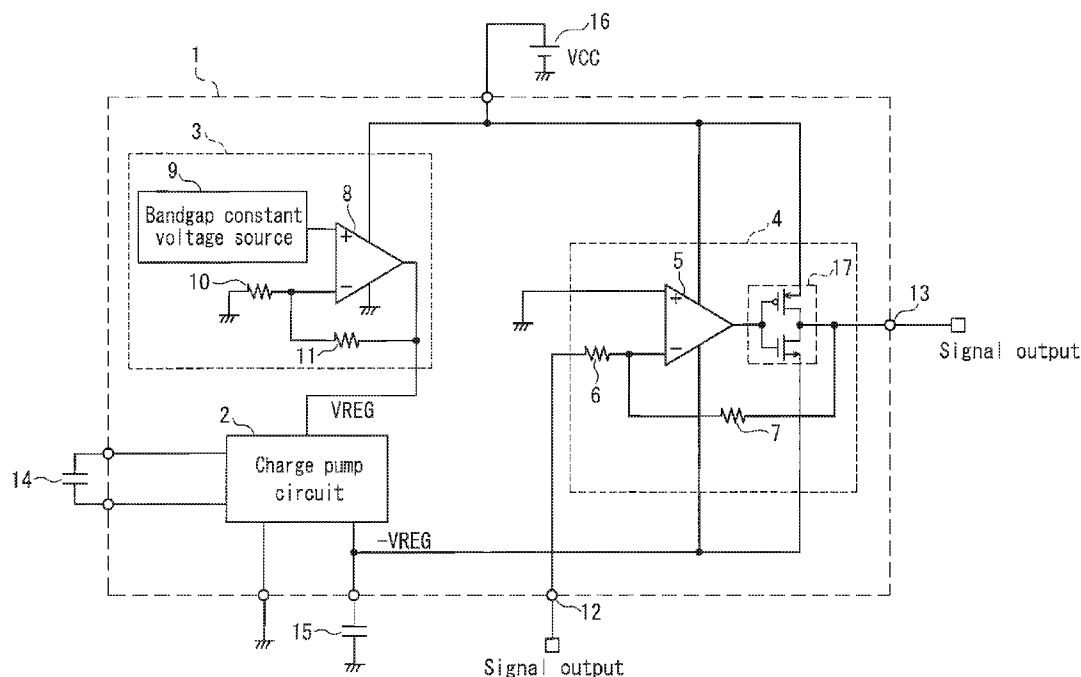 16
VCC
1
3
9
Bandgap constant
voltage source
8
+
−
10
11
VREG
2
Charge pump
circuit
14
-VREG
15
4
5
17
+
−
6
7
13
Signal output
12
Signal output